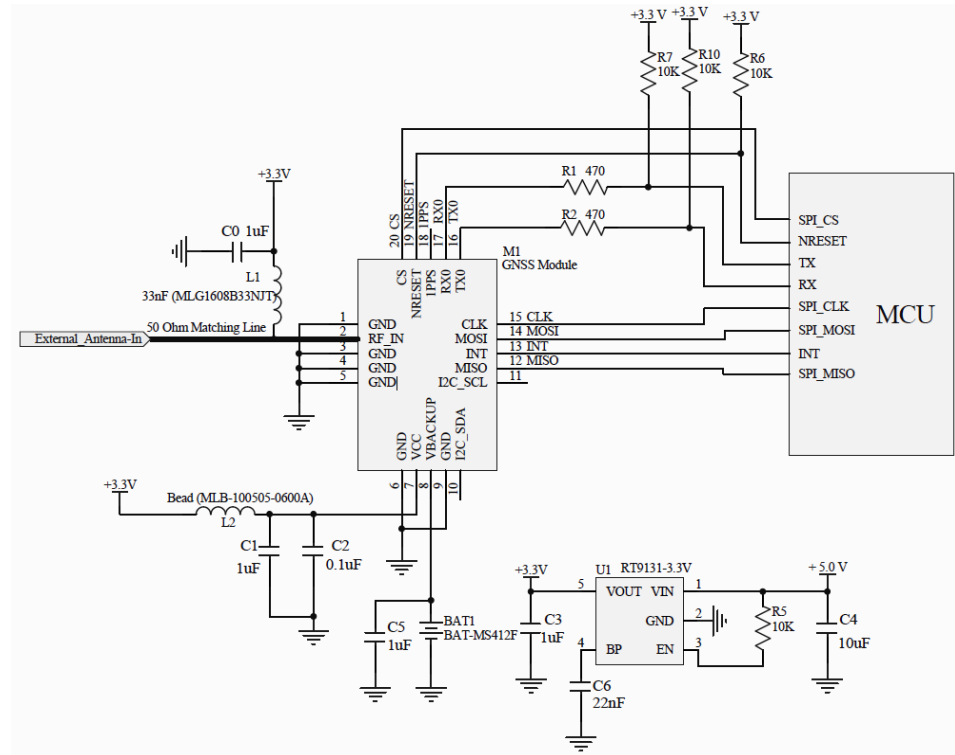 +3.3 V
+3.3 V
+3.3 V
R7
10K
R10
10K
R6
10K
+3.3V
C0 1uF
L1
33nF (MLG1608B33NJT)
50 Ohm Matching Line
External_Antenna-In
R1 470
R2 470
20 CS
19 NRESET
18 1PPS
17 RX0
16 TX0
M1
GNSS Module
CS
NRESET
1PPS
RX0
TX0
1 GND
2 RF_IN
3 GND
4 GND
5 GND
CLK 15 CLK
MOSI 14 MOSI
INT 13 INT
MISO 12 MISO
I2C_SCL 11
GND
VCC
VBACKUP
GND
I2C_SDA
6
7
8
9
10
SPI_CS
NRESET
TX
RX
SPI_CLK
SPI_MOSI
INT
SPI_MISO
MCU
+3.3V
Bead (MLB-100505-0600A)
L2
C1
1uF
C2
0.1uF
C5
1uF
BAT1
BAT-MS412F
+3.3V
U1 RT9131-3.3V
+ 5.0 V
5 VOUT VIN 1
GND 2
4 BP EN 3
C3
1uF
R5
10K
C4
10uF
C6
22nF